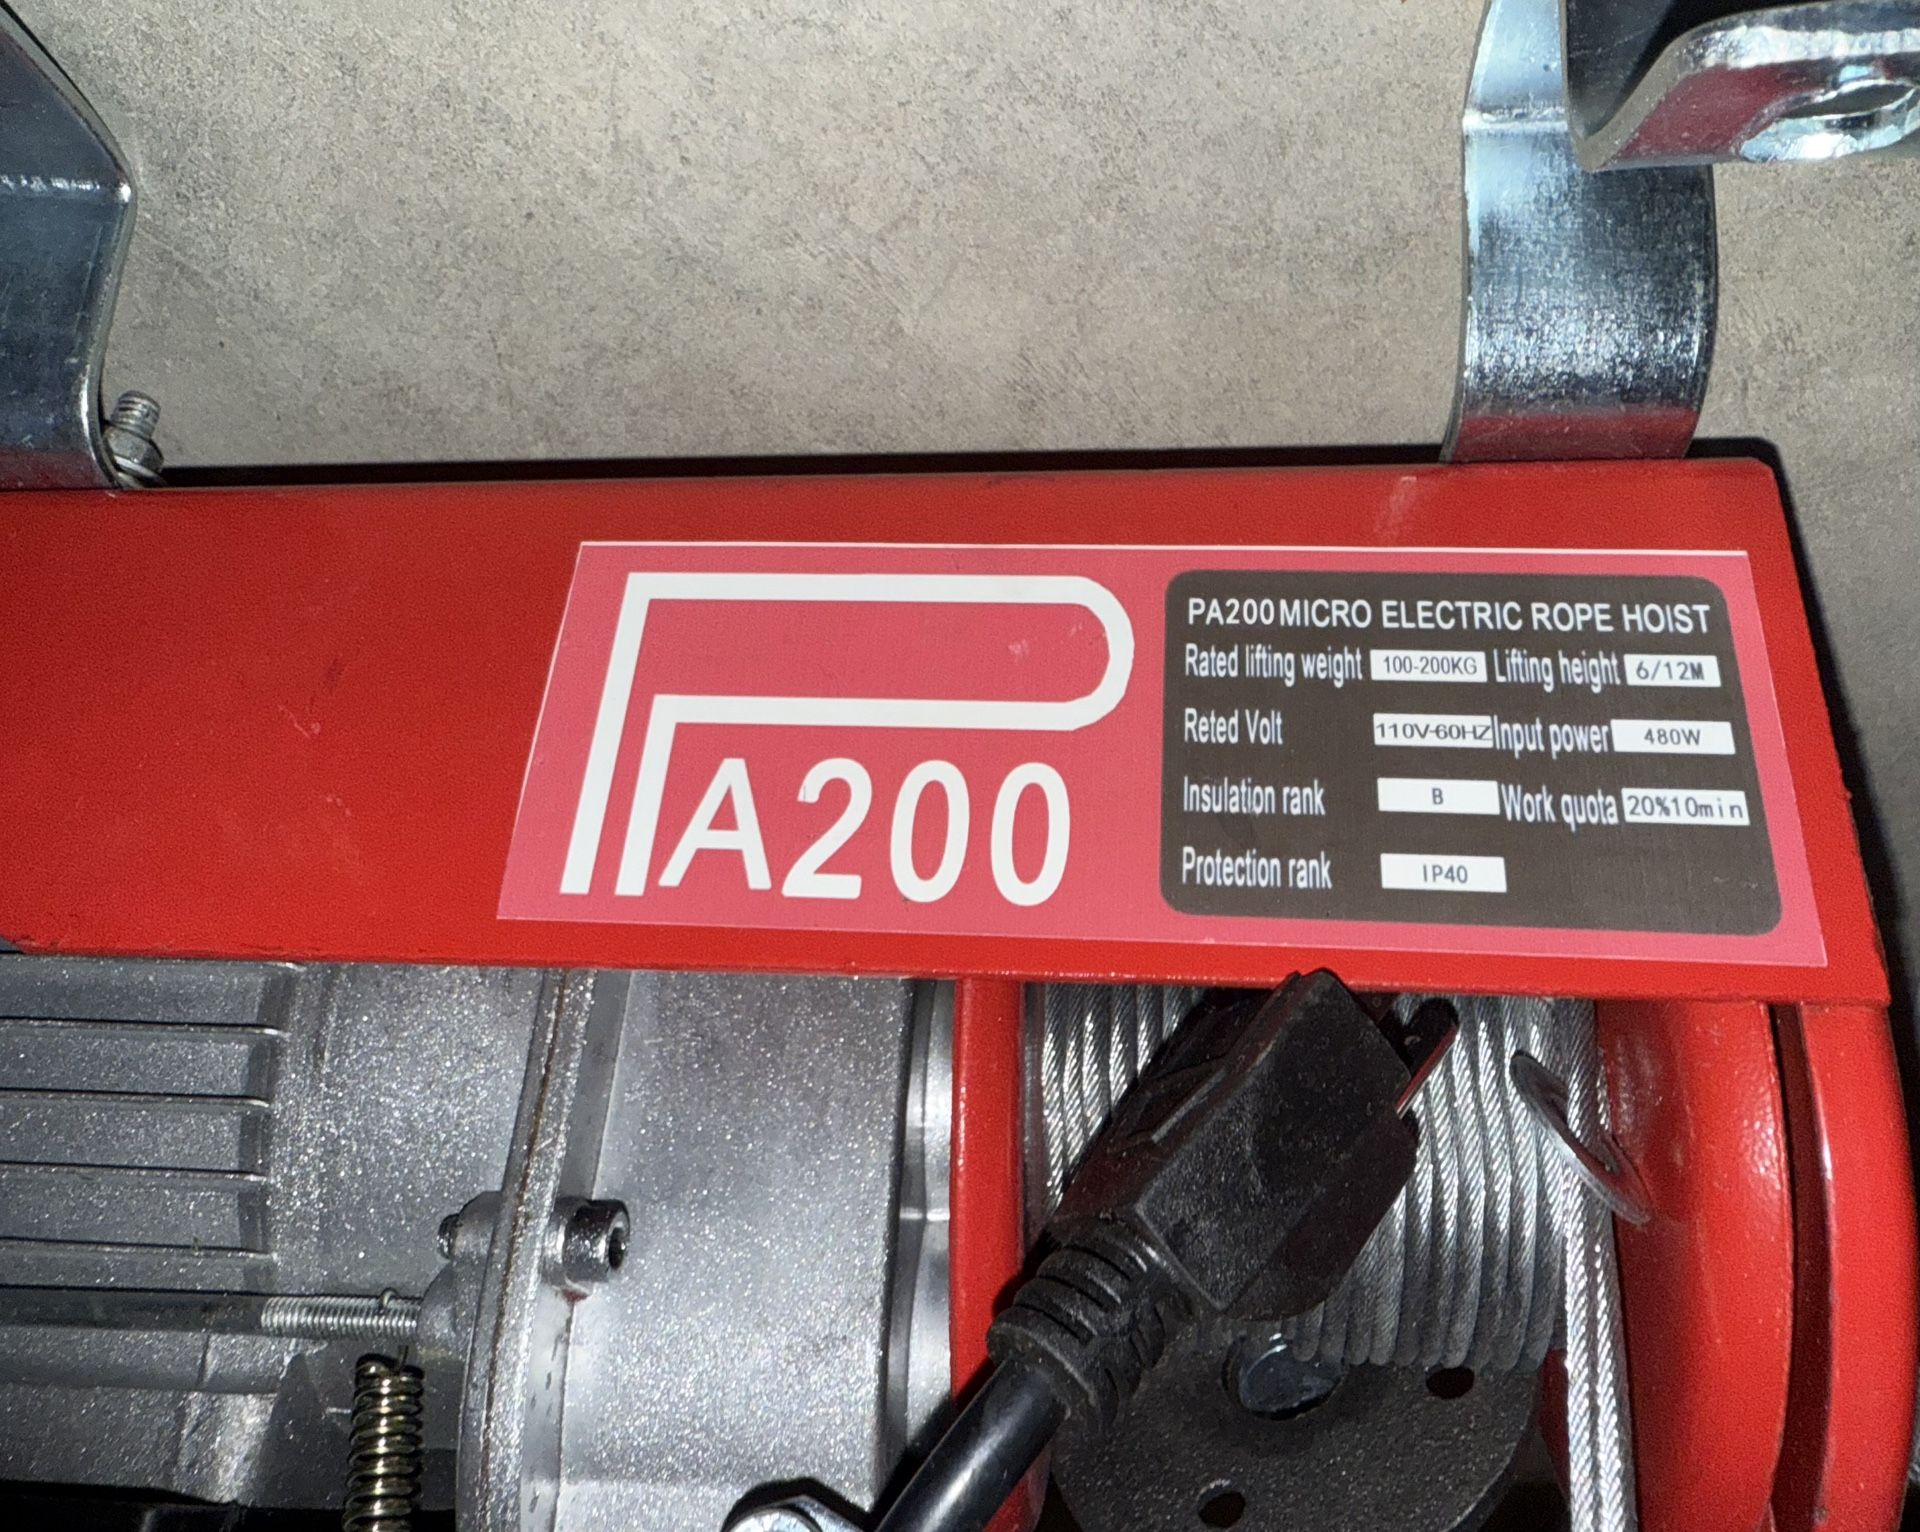 PA200
PA200 MICRO ELECTRIC ROPE HOIST
Rated lifting weight 100-200KG Lifting height 6/12M
Reted Volt 110V-60HZ Input power 480W
Insulation rank B Work quota 20%10min
Protection rank IP40